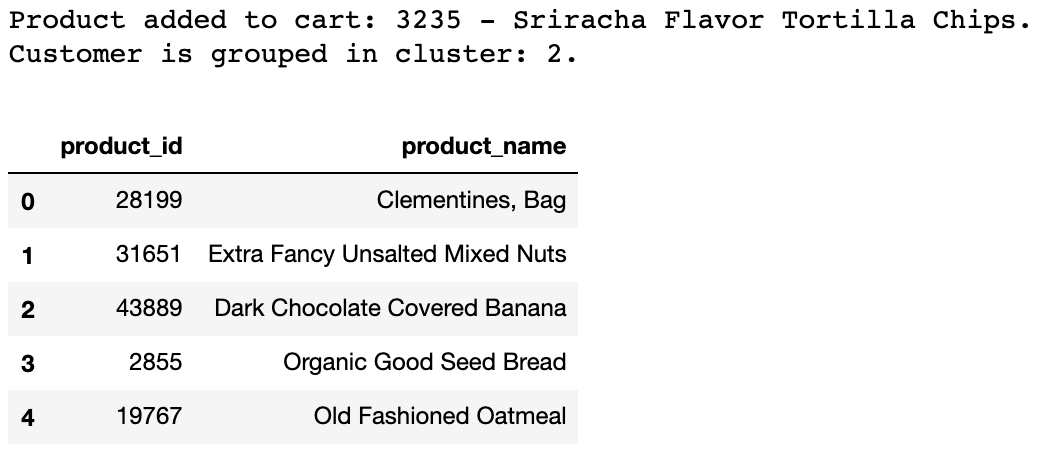 Product added to cart: 3235 - Sriracha Flavor Tortilla Chips.
Customer is grouped in cluster: 2.
product_id product_name
0 28199 Clementines, Bag
1 31651 Extra Fancy Unsalted Mixed Nuts
2 43889 Dark Chocolate Covered Banana
3 2855 Organic Good Seed Bread
4 19767 Old Fashioned Oatmeal